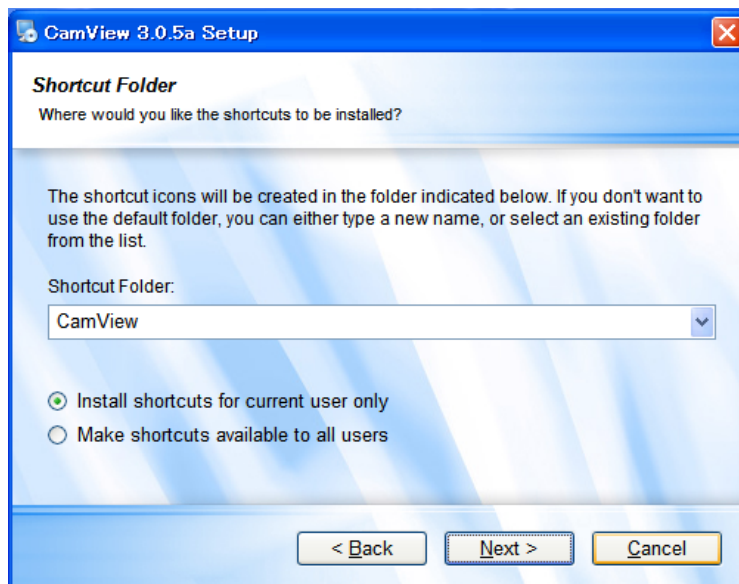 CamView 3.0.5a Setup
Shortcut Folder
Where would you like the shortcuts to be installed?
The shortcut icons will be created in the folder indicated below. If you don't want to
use the default folder, you can either type a new name, or select an existing folder
from the list.
Shortcut Folder:
CamView
Install shortcuts for current user only
Make shortcuts available to all users
< Back
Next >
Cancel